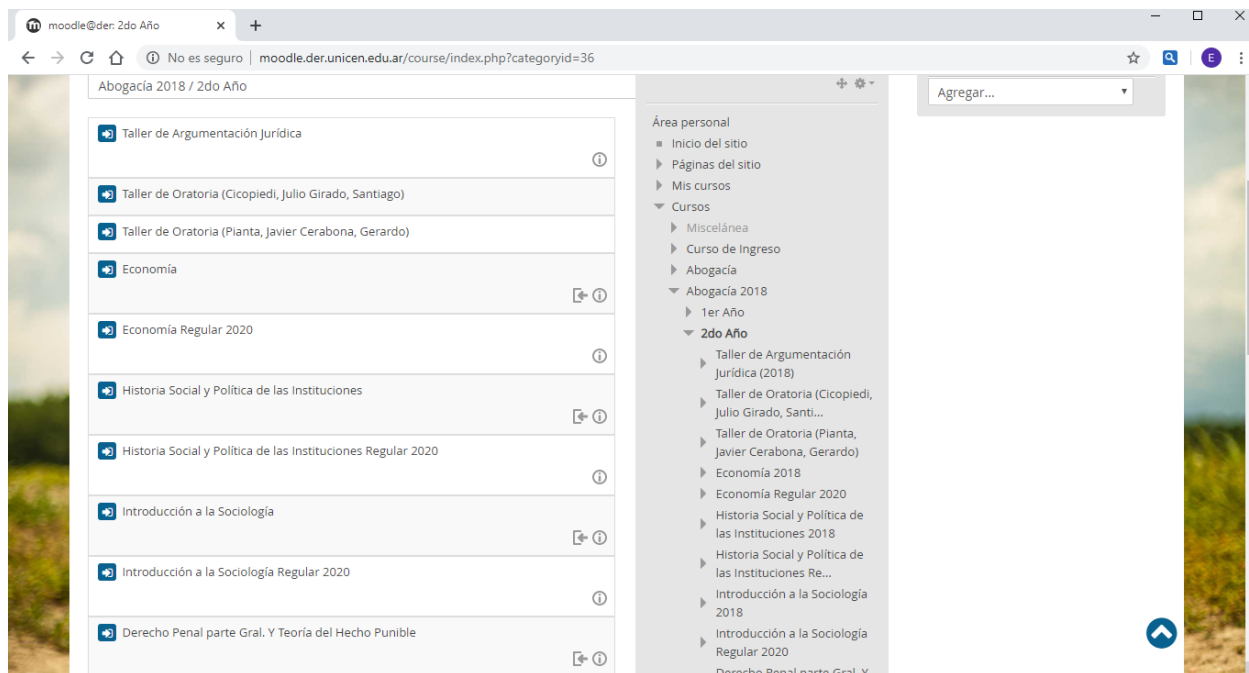 moodle@der: 2do Año
No es seguro | moodle.der.unicen.edu.ar/course/index.php?categoryid=36
E
Abogacía 2018 / 2do Año
Taller de Argumentación Jurídica
Taller de Oratoria (Cicopiedi, Julio Girado, Santiago)
Taller de Oratoria (Pianta, Javier Cerabona, Gerardo)
Economía
Economía Regular 2020
Historia Social y Política de las Instituciones
Historia Social y Política de las Instituciones Regular 2020
Introducción a la Sociología
Introducción a la Sociología Regular 2020
Derecho Penal parte Gral. Y Teoría del Hecho Punible
Área personal
Inicio del sitio
Páginas del sitio
Mis cursos
Cursos
Miscelánea
Curso de Ingreso
Abogacía
Abogacía 2018
1er Año
2do Año
Taller de Argumentación
Jurídica (2018)
Taller de Oratoria (Cicopiedi,
Julio Girado, Santi...
Taller de Oratoria (Pianta,
Javier Cerabona, Gerardo)
Economía 2018
Economía Regular 2020
Historia Social y Política de
las Instituciones 2018
Historia Social y Política de
las Instituciones Re...
Introducción a la Sociología
2018
Introducción a la Sociología
Regular 2020
Derecho Penal parte Gral. Y
Agregar...